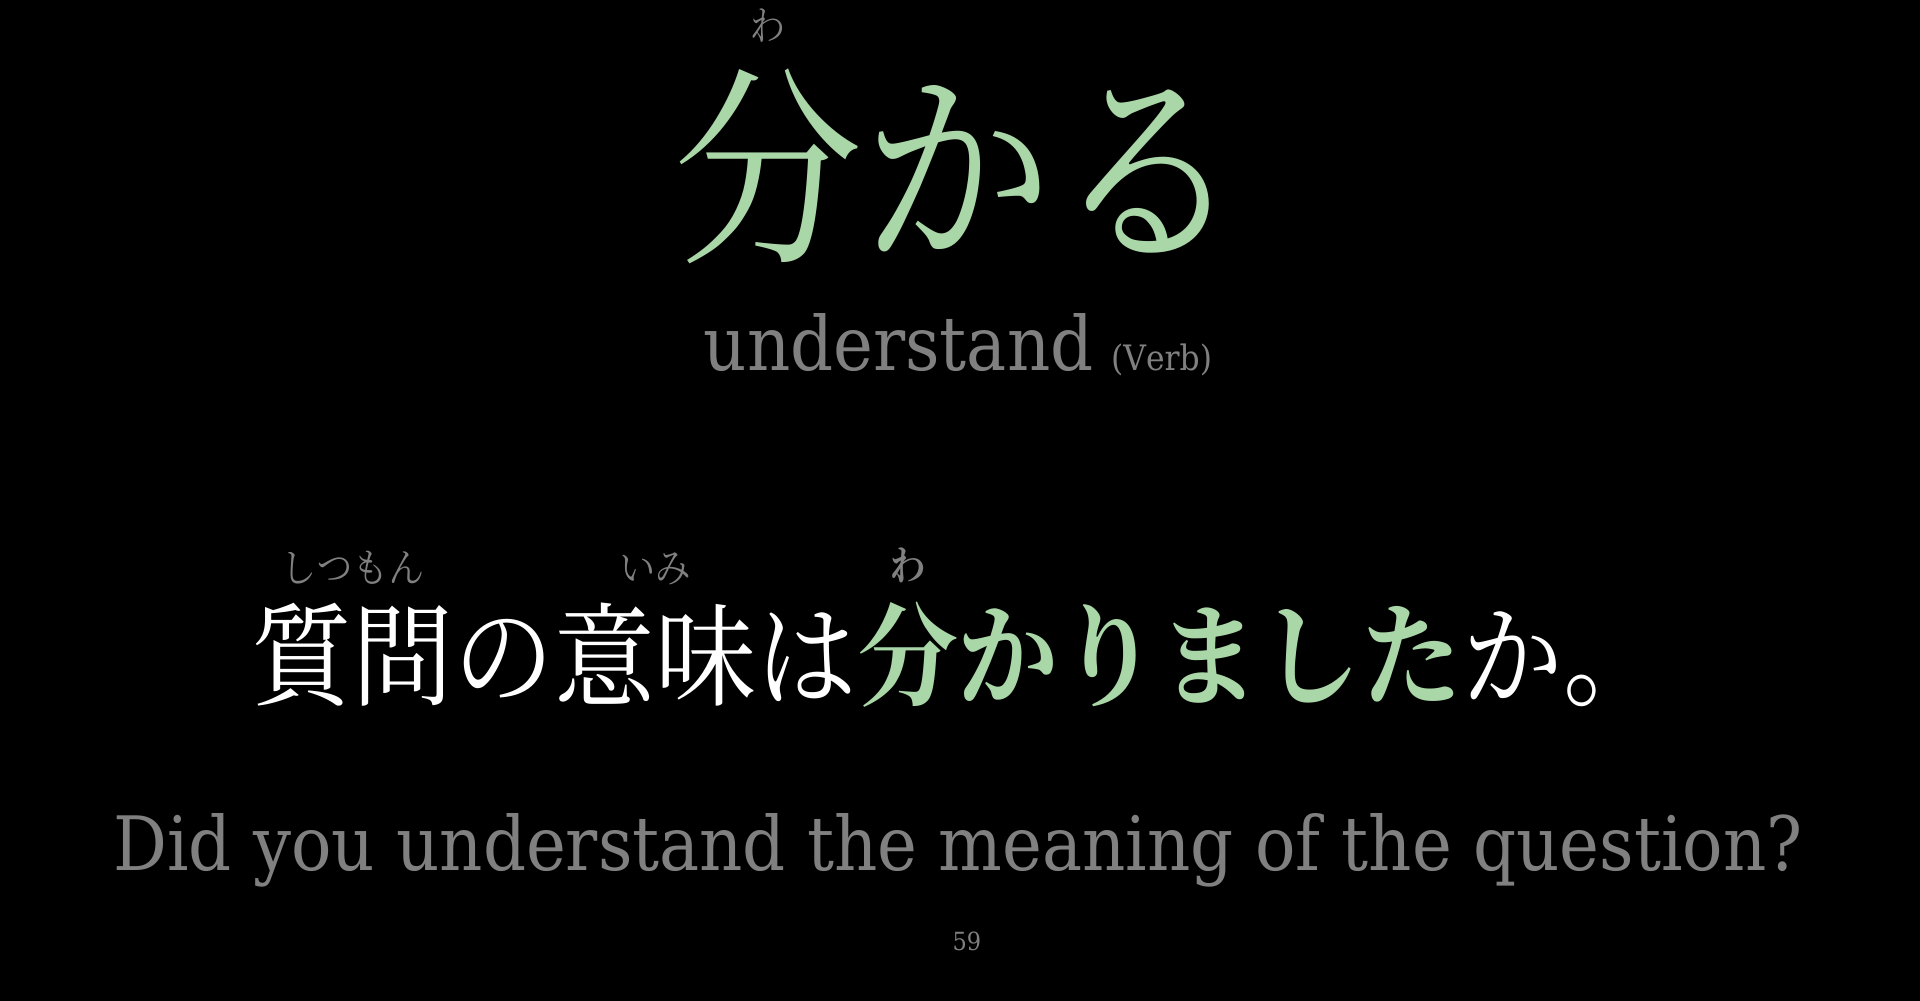 わ
分かる
understand (Verb)
しつもん いみ わ
質問の意味は分かりましたか。
Did you understand the meaning of the question?
59